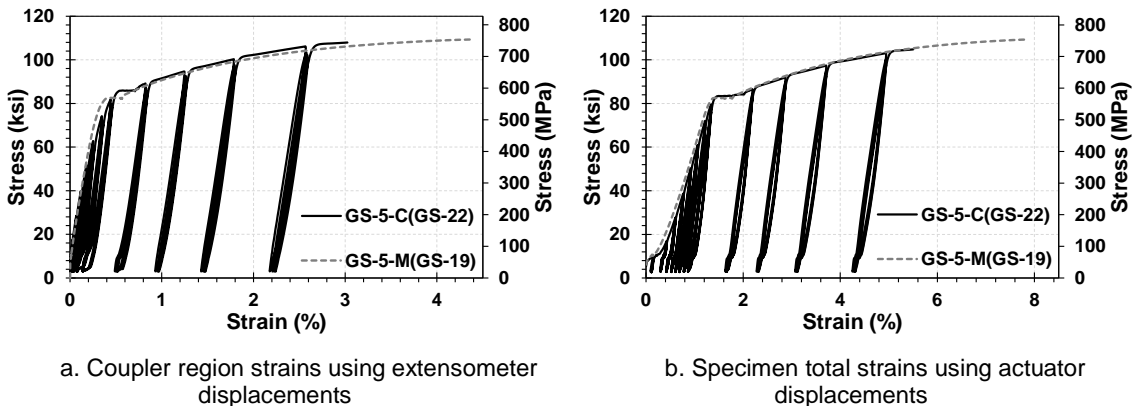 120
100
80
60
40
20
0
Stress (ksi)
800
700
600
500
400
300
200
100
0
Stress (MPa)
GS-5-C(GS-22)
GS-5-M(GS-19)
0 1 2 3 4
Strain (%)
a. Coupler region strains using extensometer
displacements
120
100
80
60
40
20
0
Stress (ksi)
800
700
600
500
400
300
200
100
0
Stress (MPa)
GS-5-C(GS-22)
GS-5-M(GS-19)
0 2 4 6 8
Strain (%)
b. Specimen total strains using actuator
displacements